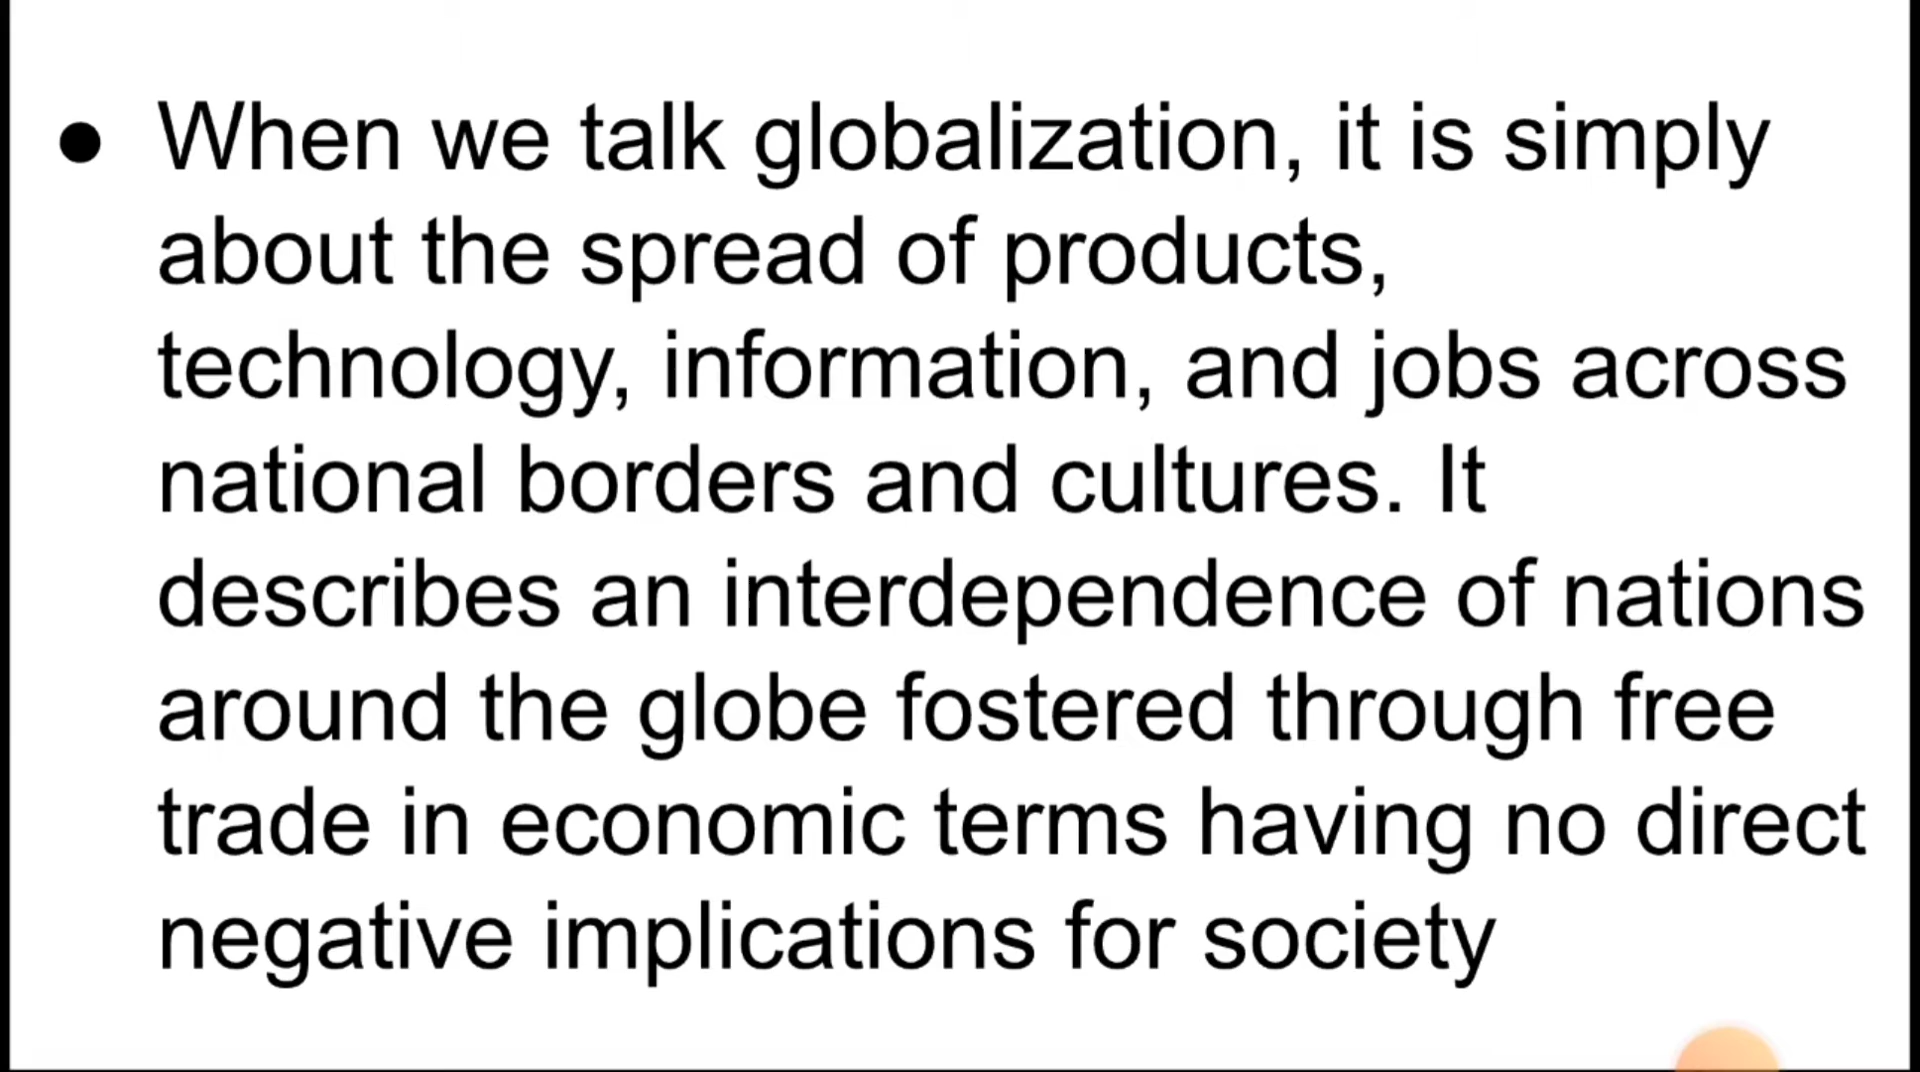 ● When we talk globalization, it is simply
about the spread of products,
technology, information, and jobs across
national borders and cultures. It
describes an interdependence of nations
around the globe fostered through free
trade in economic terms having no direct
negative implications for society